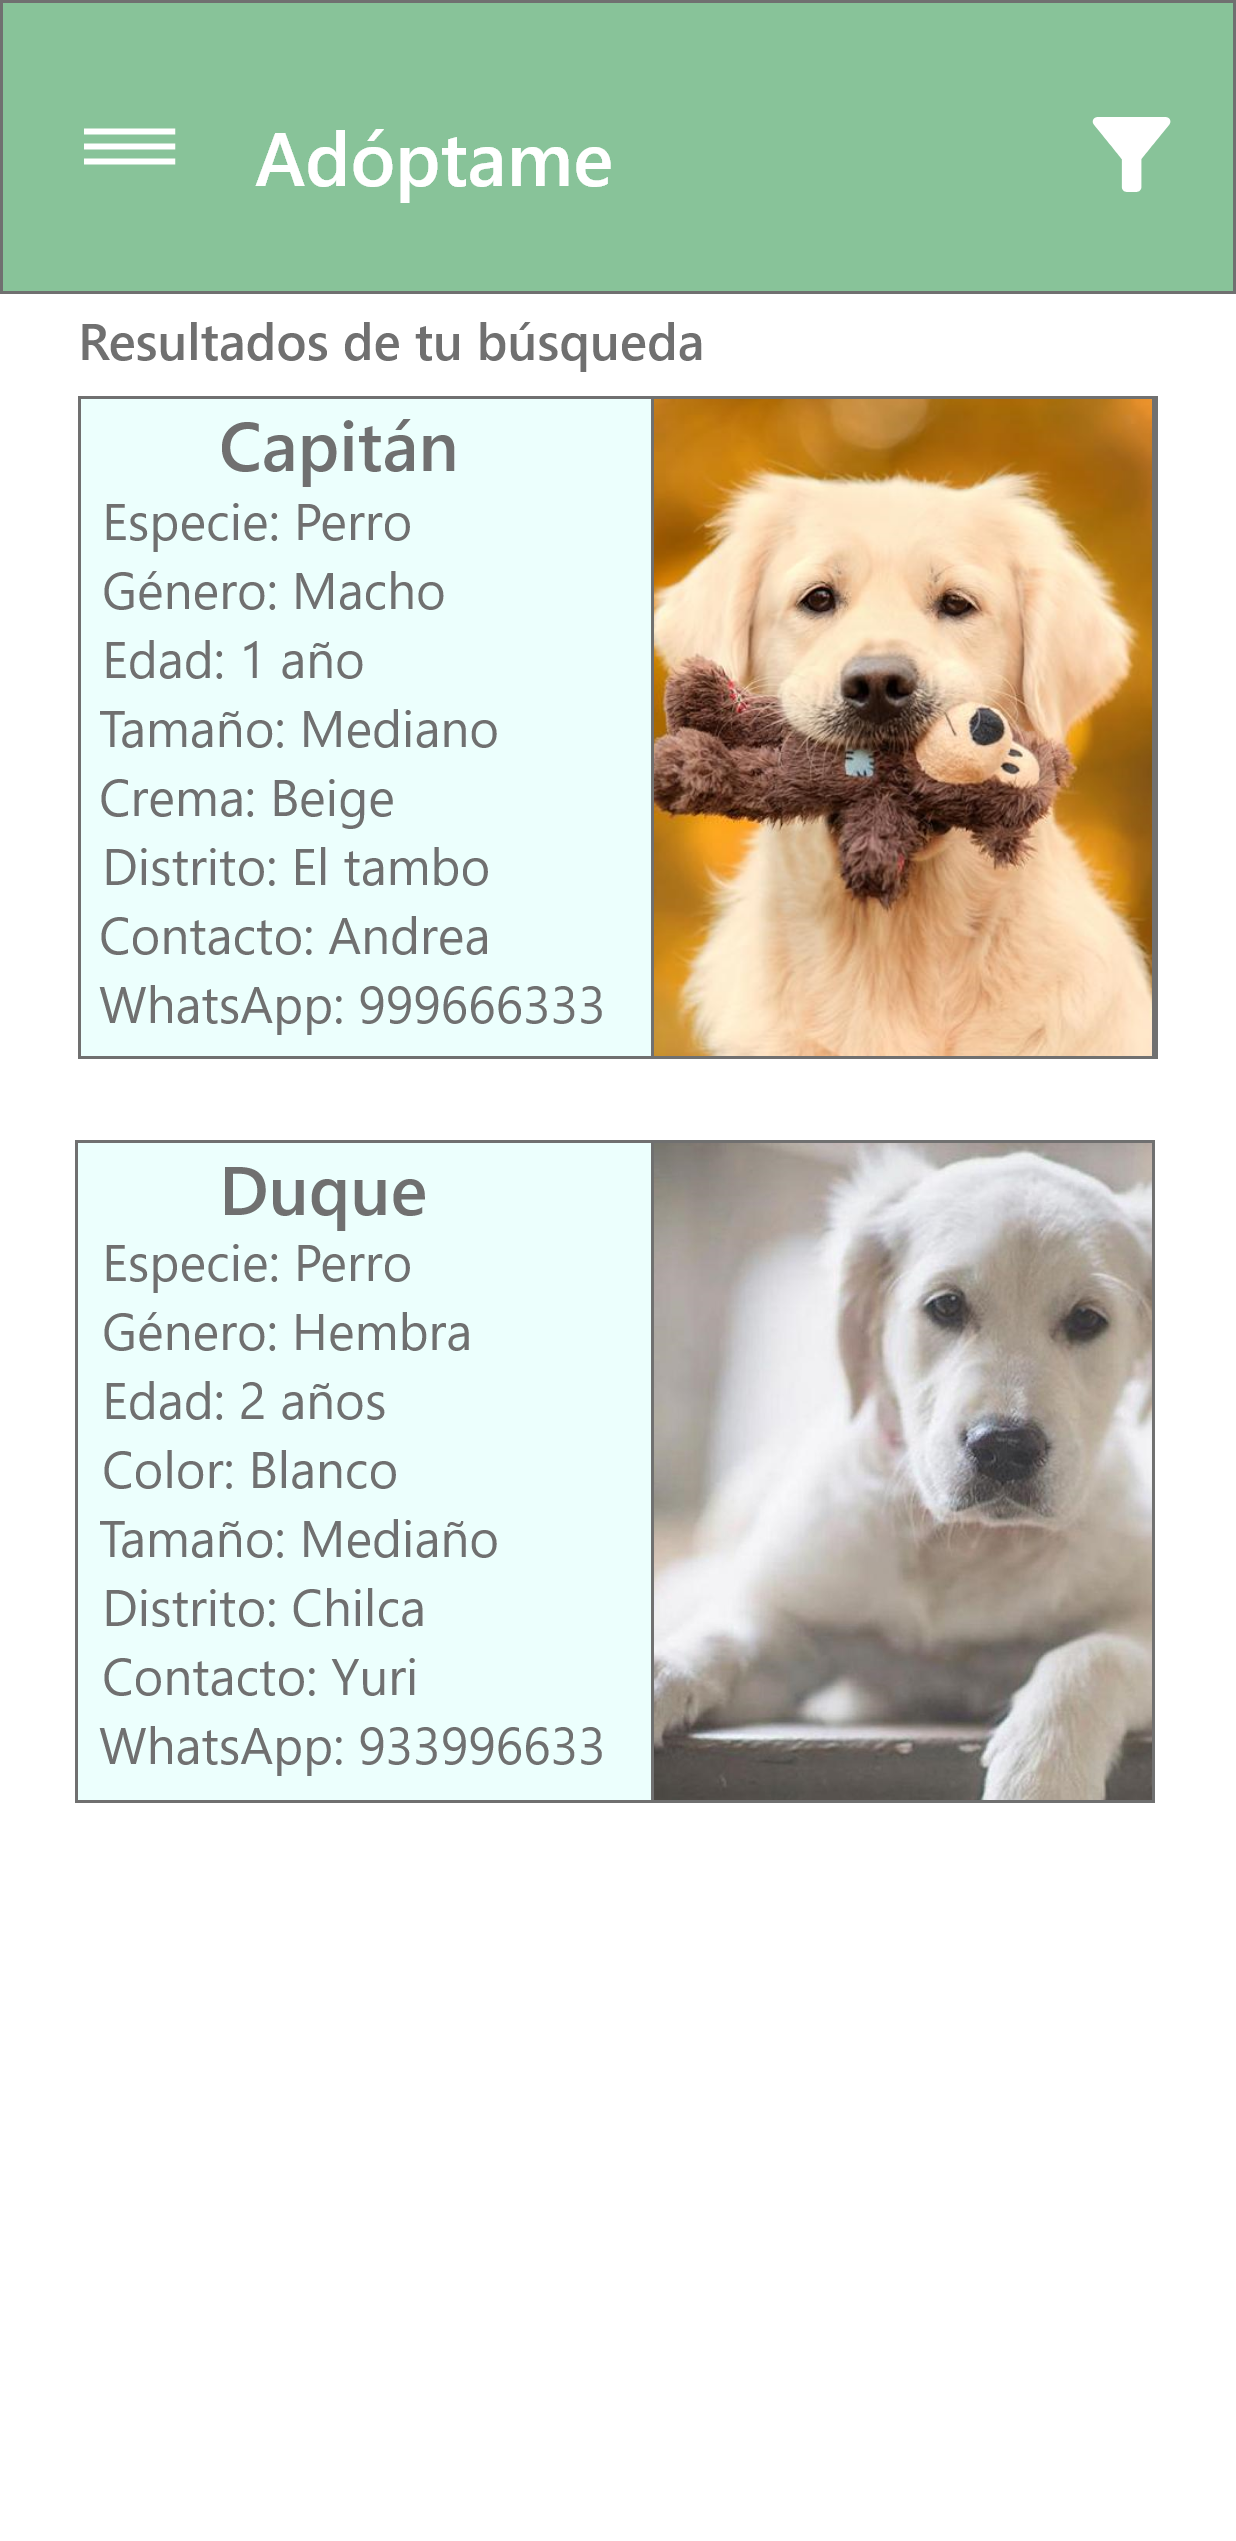 Adóptame
Resultados de tu búsqueda
Capitán
Especie: Perro
Género: Macho
Edad: 1 año
Tamaño: Mediano
Crema: Beige
Distrito: El tambo
Contacto: Andrea
WhatsApp: 999666333
Duque
Especie: Perro
Género: Hembra
Edad: 2 años
Color: Blanco
Tamaño: Mediaño
Distrito: Chilca
Contacto: Yuri
WhatsApp: 933996633